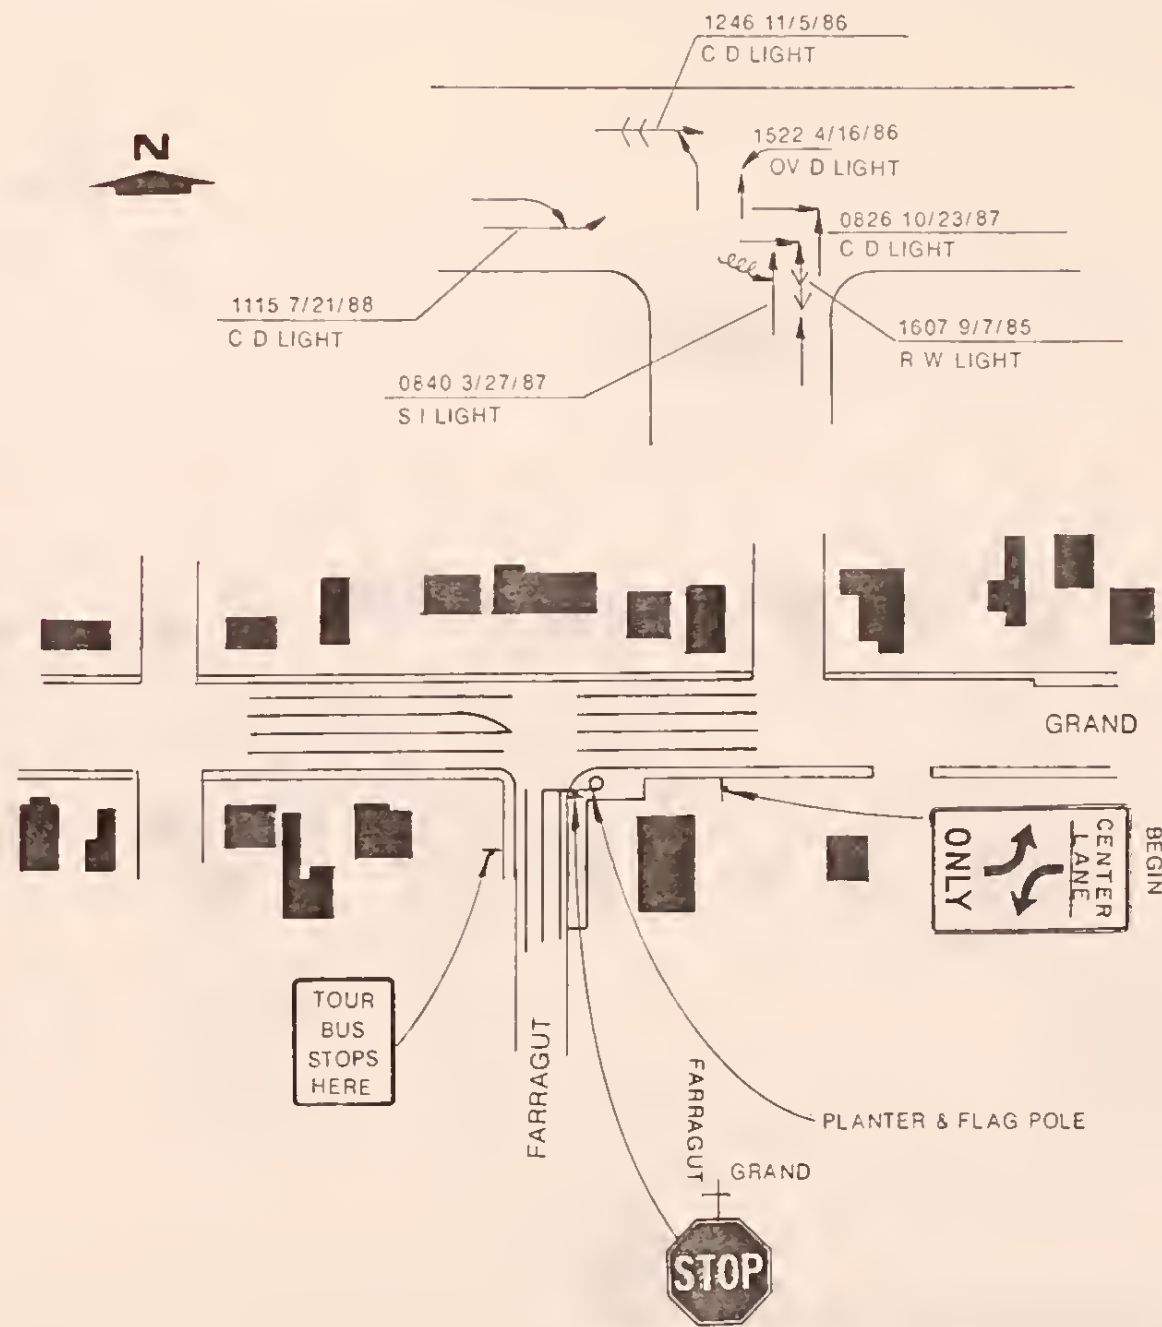 1246 11/5/86
C D LIGHT
N
1522 4/16/86
OV D LIGHT
0826 10/23/87
C D LIGHT
1115 7/21/88
C D LIGHT
1607 9/7/85
R W LIGHT
0840 3/27/87
S I LIGHT
GRAND
BEGIN
CENTER
LANE
ONLY
TOUR
BUS
STOPS
HERE
FARRAGUT
FARRAGUT
PLANTER & FLAG POLE
GRAND
STOP